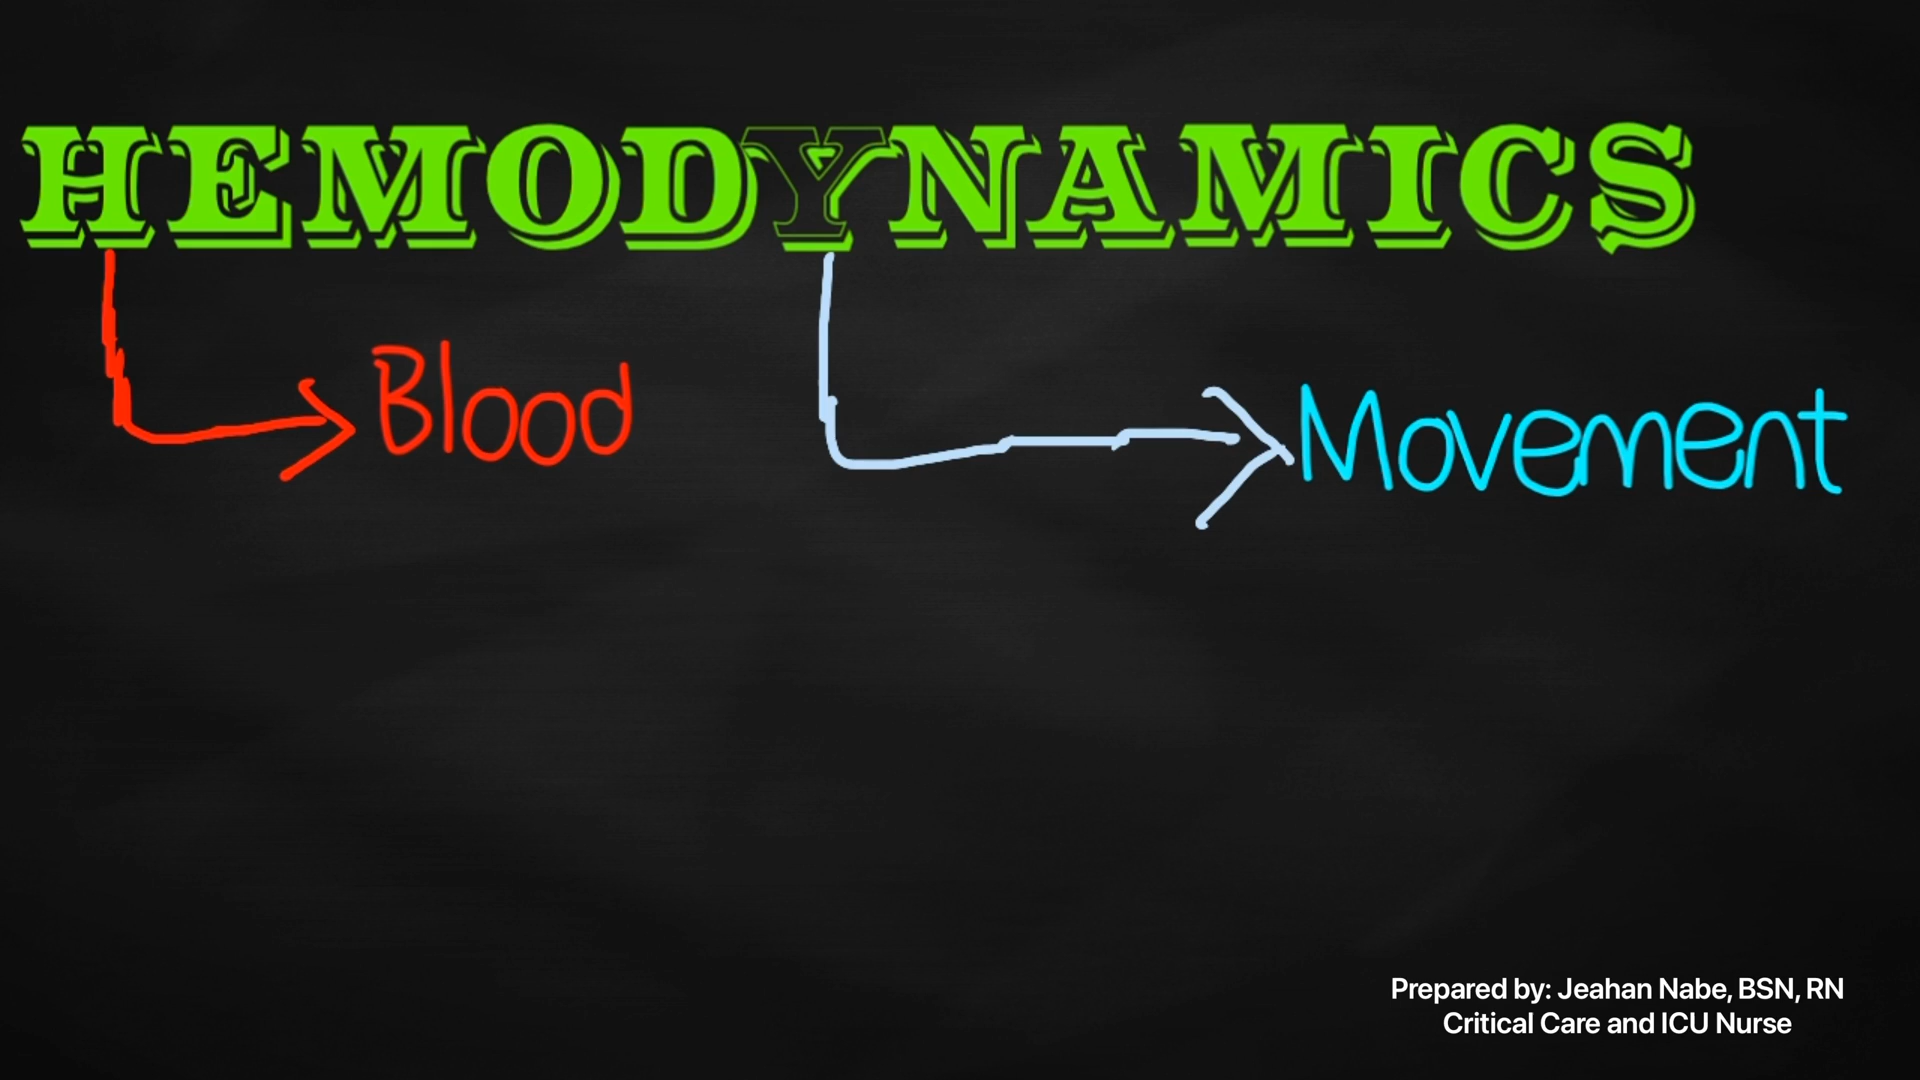 HEMODYNAMICS
Blood
Movement
Prepared by: Jeahan Nabe, BSN, RN
Critical Care and ICU Nurse